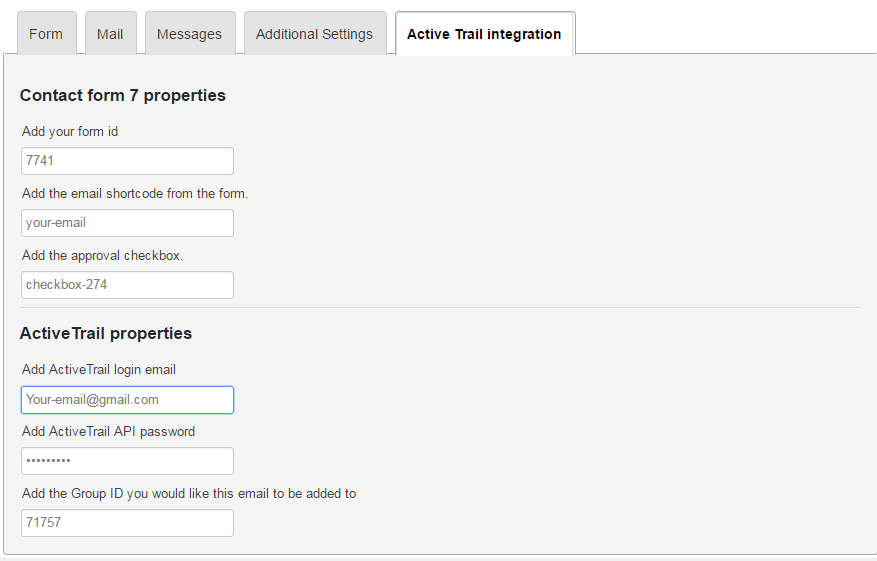 Form Mail Messages Additional Settings Active Trail integration
Contact form 7 properties
Add your form id
7741
Add the email shortcode from the form.
your-email
Add the approval checkbox.
checkbox-274
ActiveTrail properties
Add ActiveTrail login email
Your-email@gmail.com
Add ActiveTrail API password
•••••••••
Add the Group ID you would like this email to be added to
71757